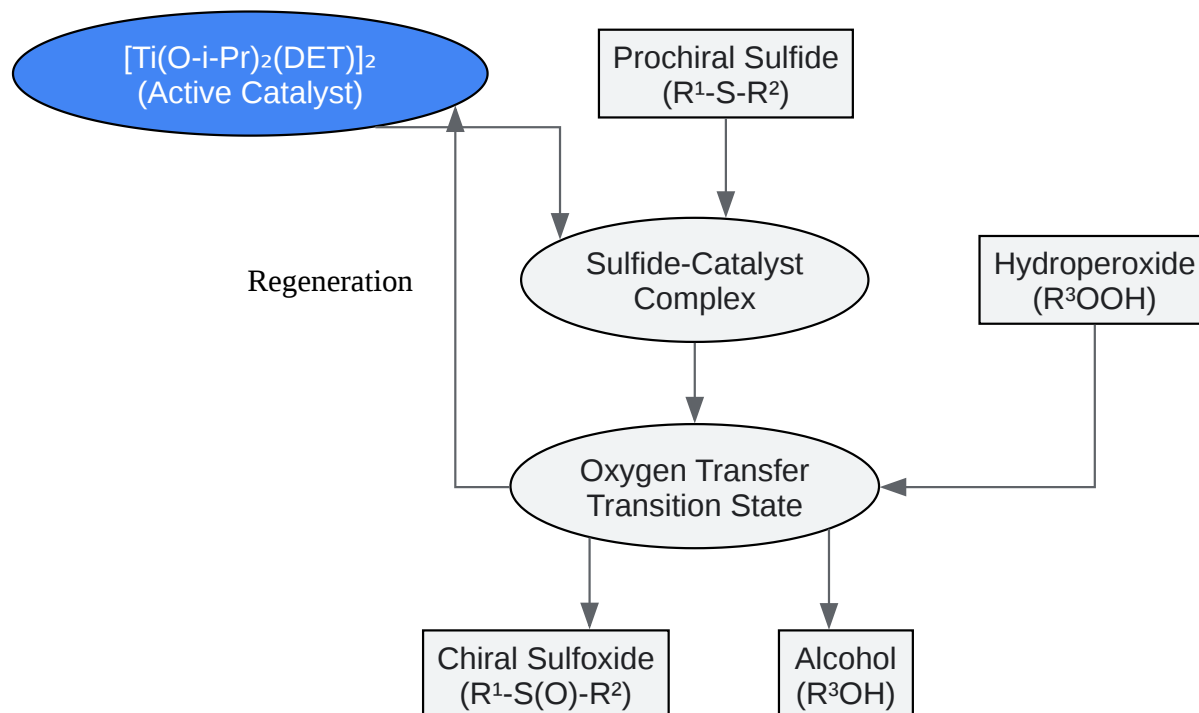 [Ti(O-i-Pr)₂(DET)]₂
(Active Catalyst)
Prochiral Sulfide
(R¹-S-R²)
Sulfide-Catalyst
Complex
Hydroperoxide
(R³OOH)
Regeneration
Oxygen Transfer
Transition State
Chiral Sulfoxide
(R¹-S(O)-R²)
Alcohol
(R³OH)